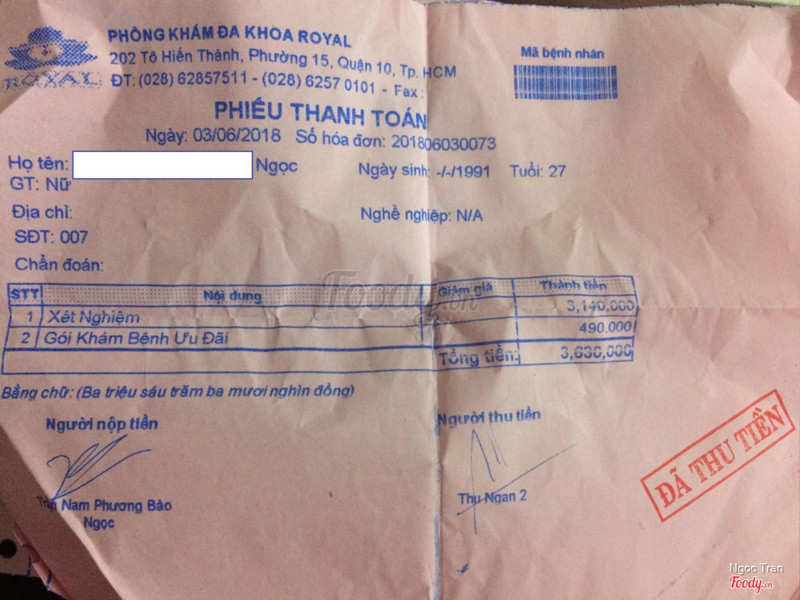 ROYAL
PHÒNG KHÁM ĐA KHOA ROYAL
202 Tô Hiến Thành, Phường 15, Quận 10, Tp. HCM
ĐT: (028) 62857511 - (028) 6257 0101 - Fax:
Mã bệnh nhân
PHIẾU THANH TOÁN
Ngày: 03/06/2018 Số hóa đơn: 201806030073
Họ tên: Ngọc Ngày sinh: -/-/1991 Tuổi: 27
GT: Nữ
Địa chỉ: Nghề nghiệp: N/A
SĐT: 007
Chẩn đoán:
STT Nội dung Giảm giá Thành tiền
1 Xét Nghiệm 3,140,000
2 Gói Khám Bệnh Ưu Đãi 490,000
Tổng tiền: 3,630,000
Bằng chữ: (Ba triệu sáu trăm ba mươi nghìn đồng)
Người nộp tiền Người thu tiền
Nam Phương Bảo Thu Ngan 2
Ngọc
ĐÃ THU TIỀN
Foody.vn
Ngoc Tran
Foody.vn